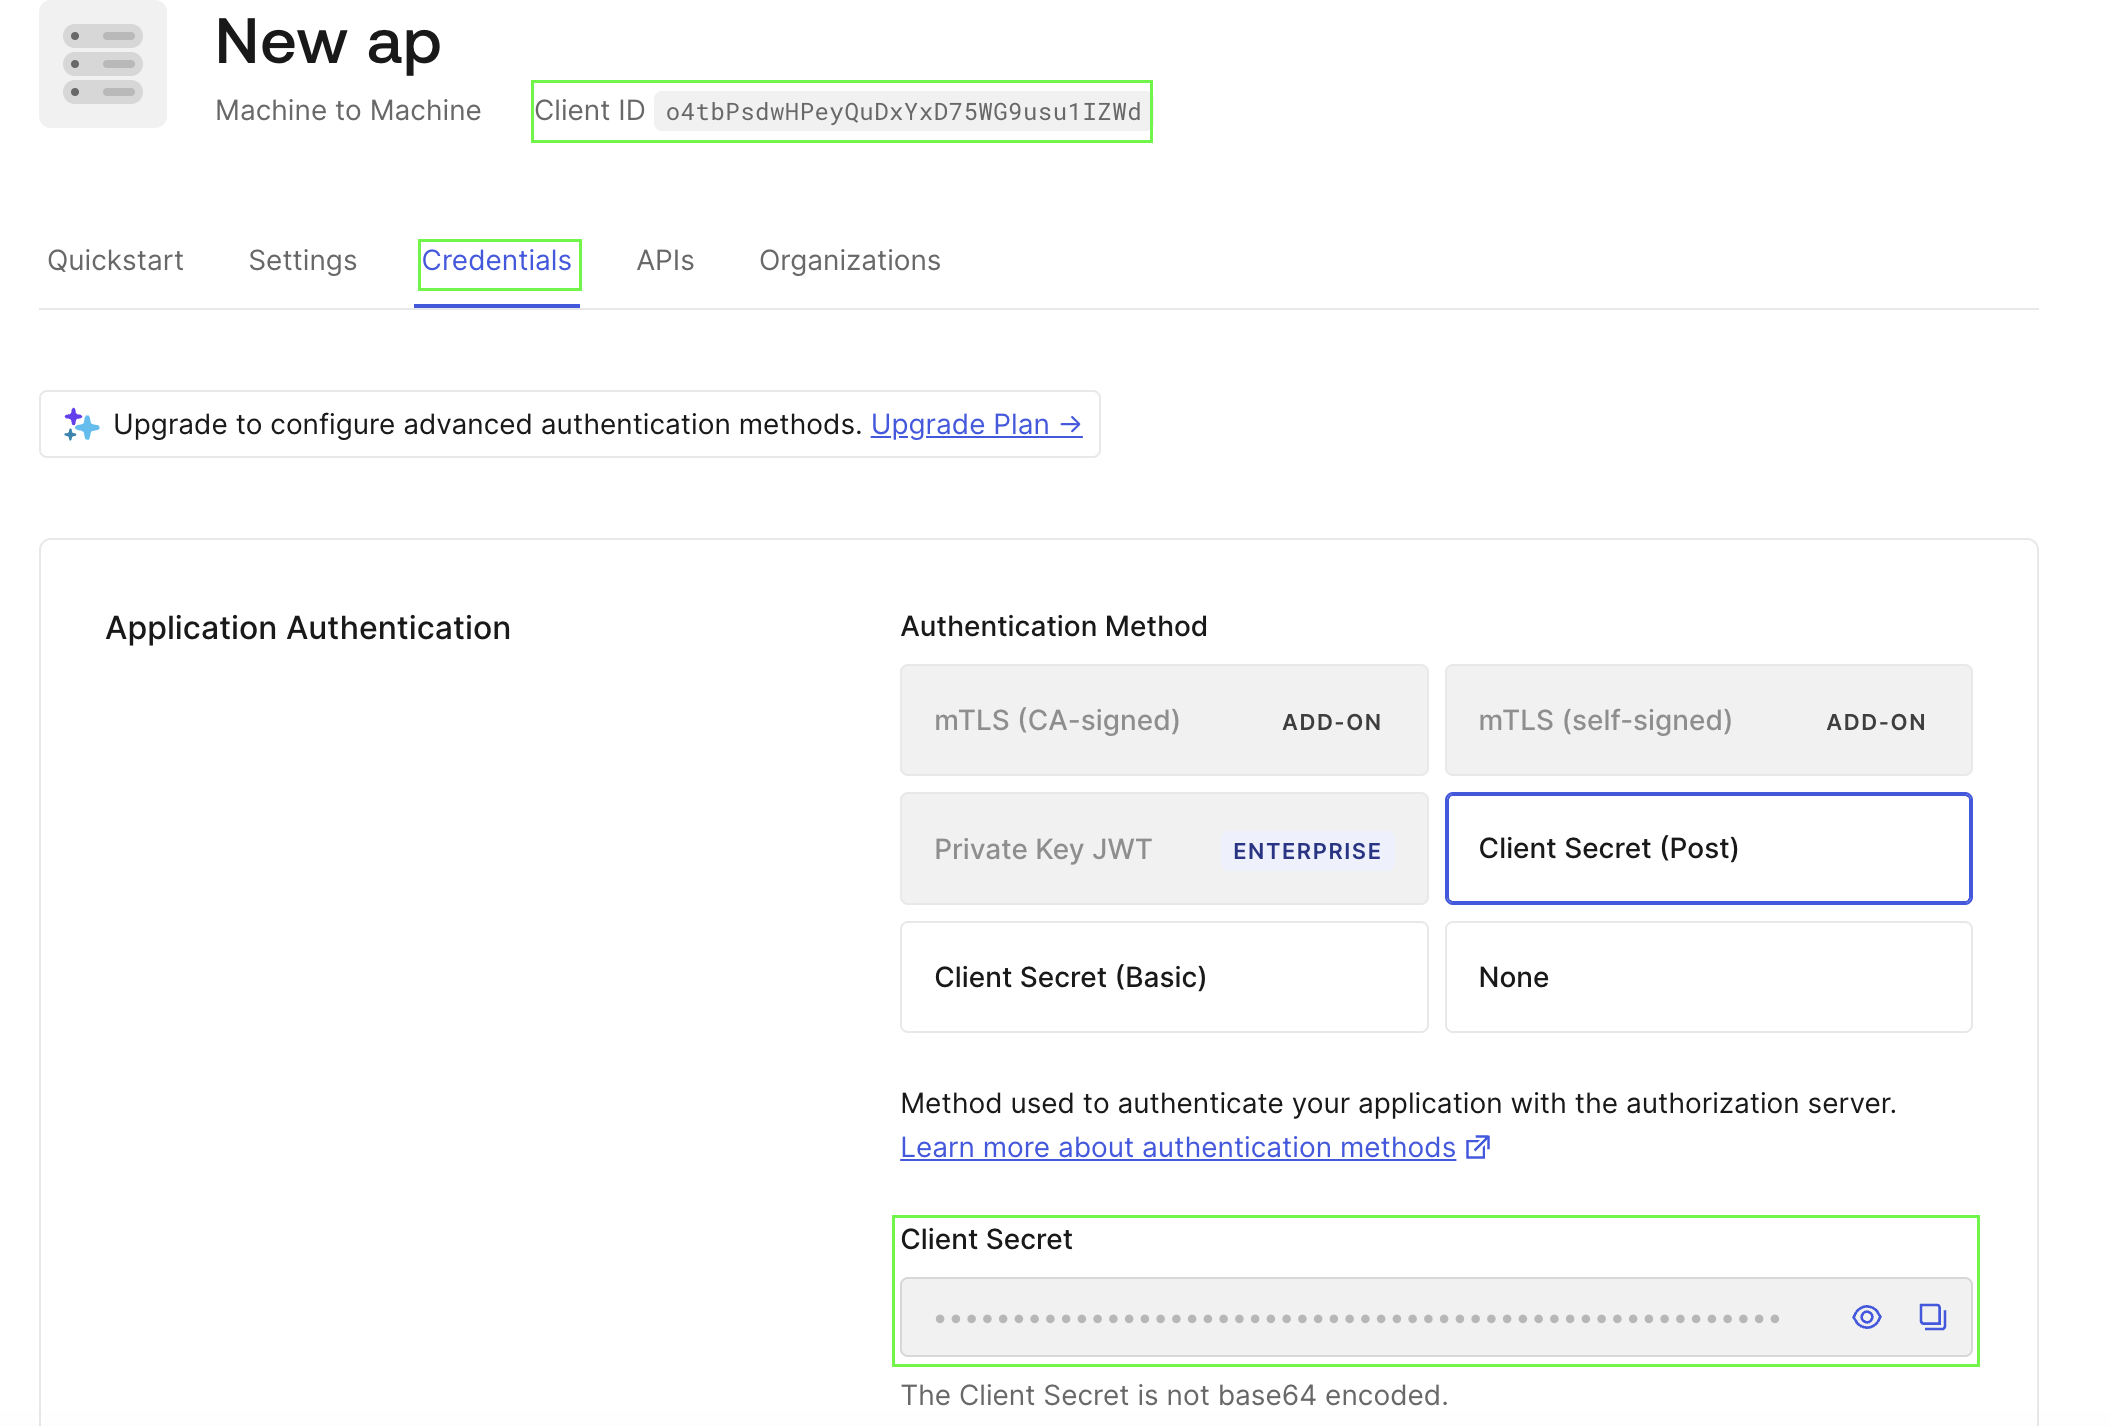 New ap
Machine to Machine Client ID o4tbPsdwHPeyQuDxYxD75WG9usu1IZWd
Quickstart Settings Credentials APIs Organizations
Upgrade to configure advanced authentication methods. Upgrade Plan →
Application Authentication
Authentication Method
mTLS (CA-signed) ADD-ON
mTLS (self-signed) ADD-ON
Private Key JWT ENTERPRISE
Client Secret (Post)
Client Secret (Basic)
None
Method used to authenticate your application with the authorization server.
Learn more about authentication methods
Client Secret
The Client Secret is not base64 encoded.